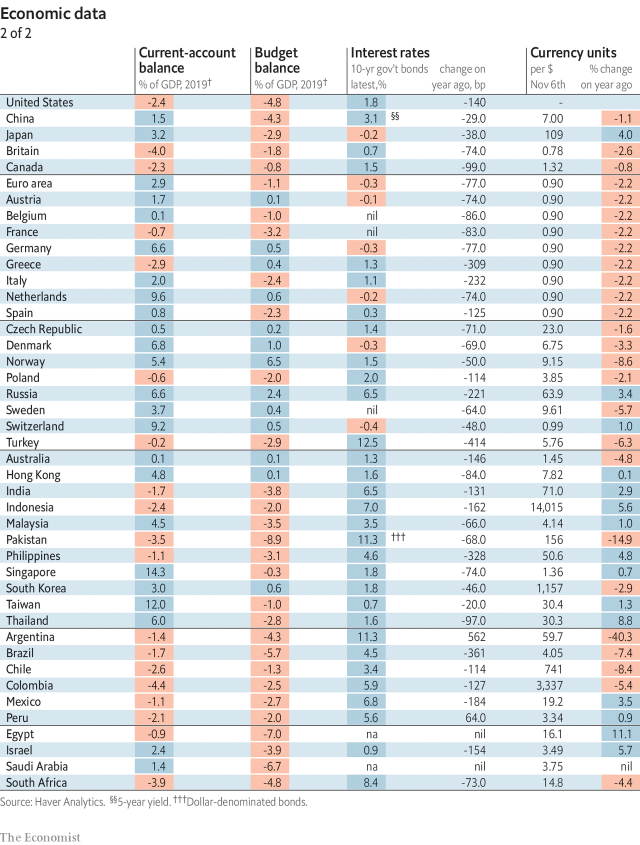 Economic data
2 of 2
Current-account balance % of GDP, 2019† Budget balance % of GDP, 2019† Interest rates 10-yr gov't bonds latest,% change on year ago, bp Currency units per $ Nov 6th % change on year ago
United States -2.4 -4.8 1.8 -140 -
China 1.5 -4.3 3.1 §§ -29.0 7.00 -1.1
Japan 3.2 -2.9 -0.2 -38.0 109 4.0
Britain -4.0 -1.8 0.7 -74.0 0.78 -2.6
Canada -2.3 -0.8 1.5 -99.0 1.32 -0.8
Euro area 2.9 -1.1 -0.3 -77.0 0.90 -2.2
Austria 1.7 0.1 -0.1 -74.0 0.90 -2.2
Belgium 0.1 -1.0 nil -86.0 0.90 -2.2
France -0.7 -3.2 nil -83.0 0.90 -2.2
Germany 6.6 0.5 -0.3 -77.0 0.90 -2.2
Greece -2.9 0.4 1.3 -309 0.90 -2.2
Italy 2.0 -2.4 1.1 -232 0.90 -2.2
Netherlands 9.6 0.6 -0.2 -74.0 0.90 -2.2
Spain 0.8 -2.3 0.3 -125 0.90 -2.2
Czech Republic 0.5 0.2 1.4 -71.0 23.0 -1.6
Denmark 6.8 1.0 -0.3 -69.0 6.75 -3.3
Norway 5.4 6.5 1.5 -50.0 9.15 -8.6
Poland -0.6 -2.0 2.0 -114 3.85 -2.1
Russia 6.6 2.4 6.5 -221 63.9 3.4
Sweden 3.7 0.4 nil -64.0 9.61 -5.7
Switzerland 9.2 0.5 -0.4 -48.0 0.99 1.0
Turkey -0.2 -2.9 12.5 -414 5.76 -6.3
Australia 0.1 0.1 1.3 -146 1.45 -4.8
Hong Kong 4.8 0.1 1.6 -84.0 7.82 0.1
India -1.7 -3.8 6.5 -131 71.0 2.9
Indonesia -2.4 -2.0 7.0 -162 14,015 5.6
Malaysia 4.5 -3.5 3.5 -66.0 4.14 1.0
Pakistan -3.5 -8.9 11.3 ††† -68.0 156 -14.9
Philippines -1.1 -3.1 4.6 -328 50.6 4.8
Singapore 14.3 -0.3 1.8 -74.0 1.36 0.7
South Korea 3.0 0.6 1.8 -46.0 1,157 -2.9
Taiwan 12.0 -1.0 0.7 -20.0 30.4 1.3
Thailand 6.0 -2.8 1.6 -97.0 30.3 8.8
Argentina -1.4 -4.3 11.3 562 59.7 -40.3
Brazil -1.7 -5.7 4.5 -361 4.05 -7.4
Chile -2.6 -1.3 3.4 -114 741 -8.4
Colombia -4.4 -2.5 5.9 -127 3,337 -5.4
Mexico -1.1 -2.7 6.8 -184 19.2 3.5
Peru -2.1 -2.0 5.6 64.0 3.34 0.9
Egypt -0.9 -7.0 na nil 16.1 11.1
Israel 2.4 -3.9 0.9 -154 3.49 5.7
Saudi Arabia 1.4 -6.7 na nil 3.75 nil
South Africa -3.9 -4.8 8.4 -73.0 14.8 -4.4
Source: Haver Analytics. §§5-year yield. †††Dollar-denominated bonds.
The Economist